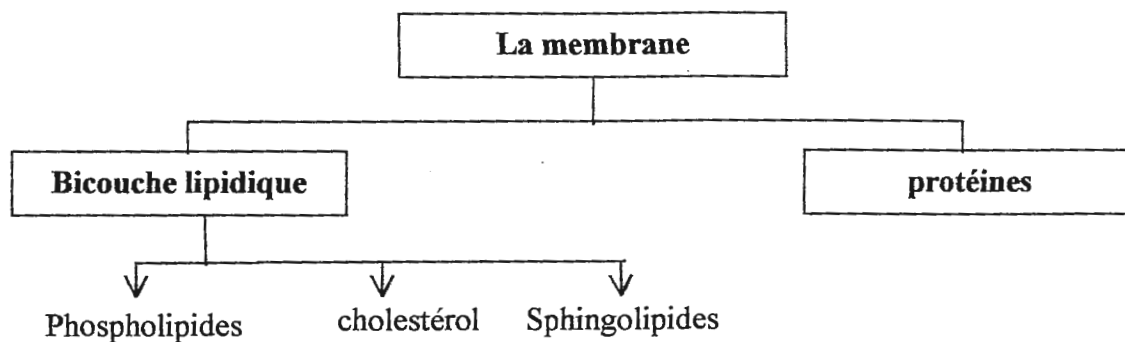 La membrane
Bicouche lipidique
protéines
Phospholipides
cholestérol
Sphingolipides